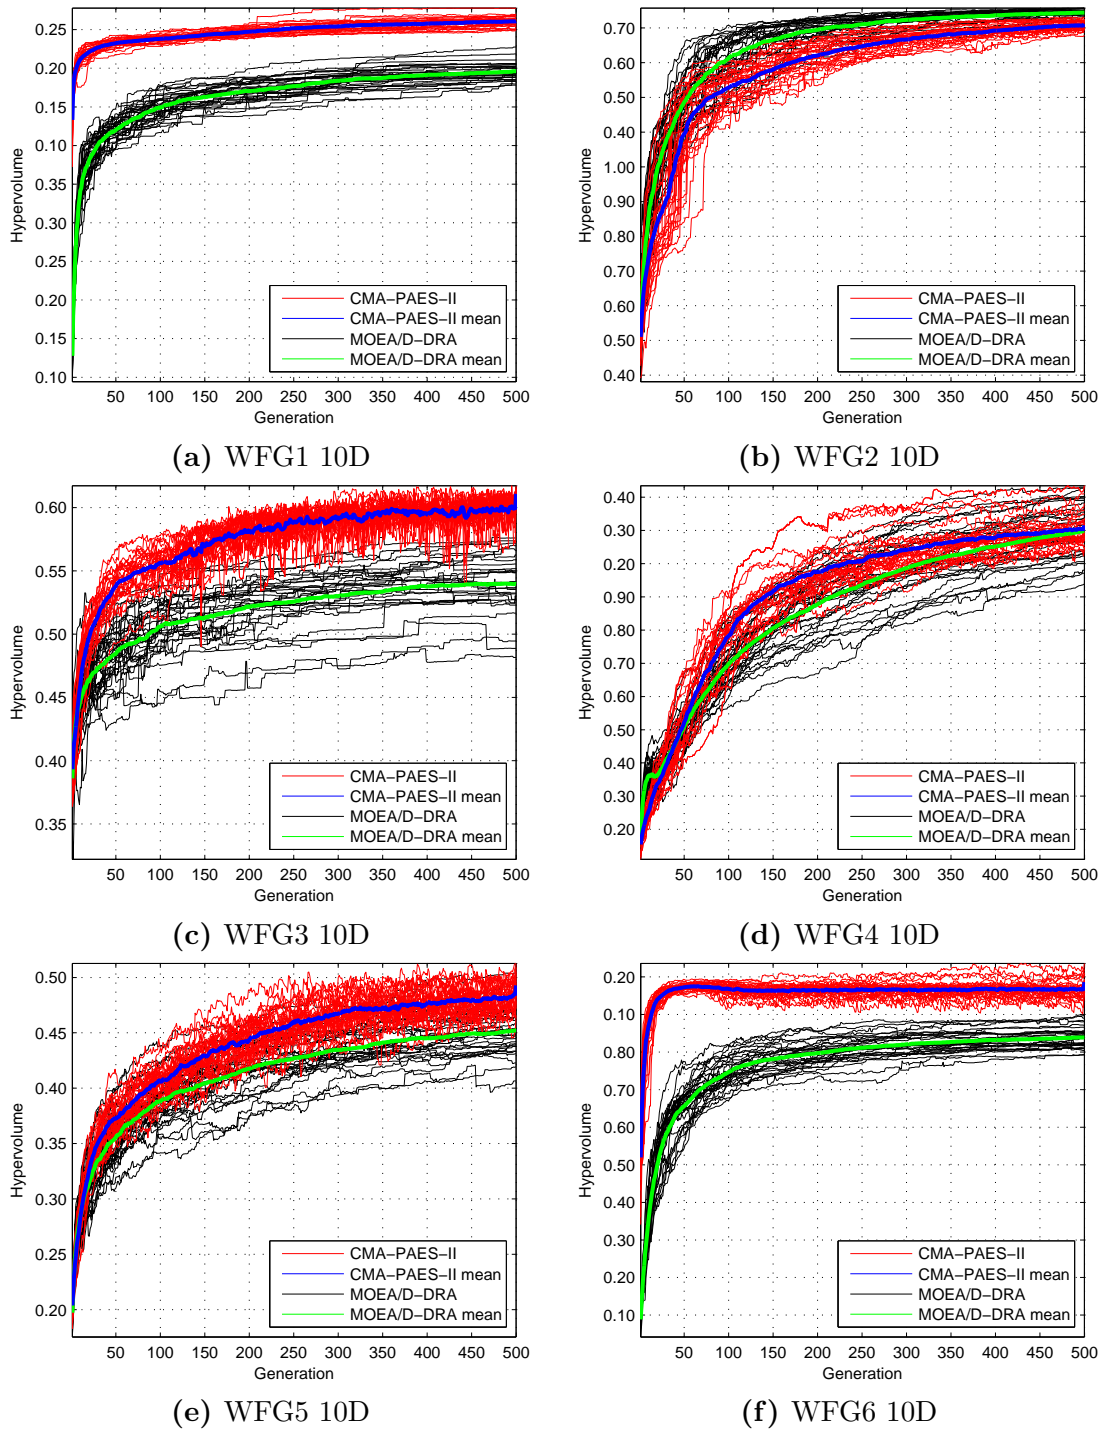 0.25
0.20
0.15
0.10
0.35
0.30
0.25
0.20
0.15
0.10
Hypervolume
CMA-PAES-II
CMA-PAES-II mean
MOEA/D-DRA
MOEA/D-DRA mean
50 100 150 200 250 300 350 400 450 500
Generation
(a) WFG1 10D
0.70
0.60
0.50
0.40
1.00
0.90
0.80
0.70
0.60
0.50
0.40
Hypervolume
CMA-PAES-II
CMA-PAES-II mean
MOEA/D-DRA
MOEA/D-DRA mean
50 100 150 200 250 300 350 400 450 500
Generation
(b) WFG2 10D
0.60
0.55
0.50
0.45
0.40
0.35
Hypervolume
CMA-PAES-II
CMA-PAES-II mean
MOEA/D-DRA
MOEA/D-DRA mean
50 100 150 200 250 300 350 400 450 500
Generation
(c) WFG3 10D
0.40
0.30
0.20
0.90
0.80
0.70
0.60
0.50
0.40
0.30
0.20
Hypervolume
CMA-PAES-II
CMA-PAES-II mean
MOEA/D-DRA
MOEA/D-DRA mean
50 100 150 200 250 300 350 400 450 500
Generation
(d) WFG4 10D
0.50
0.45
0.40
0.35
0.30
0.25
0.20
Hypervolume
CMA-PAES-II
CMA-PAES-II mean
MOEA/D-DRA
MOEA/D-DRA mean
50 100 150 200 250 300 350 400 450 500
Generation
(e) WFG5 10D
0.20
0.10
0.80
0.70
0.60
0.50
0.40
0.30
0.20
0.10
Hypervolume
CMA-PAES-II
CMA-PAES-II mean
MOEA/D-DRA
MOEA/D-DRA mean
50 100 150 200 250 300 350 400 450 500
Generation
(f) WFG6 10D